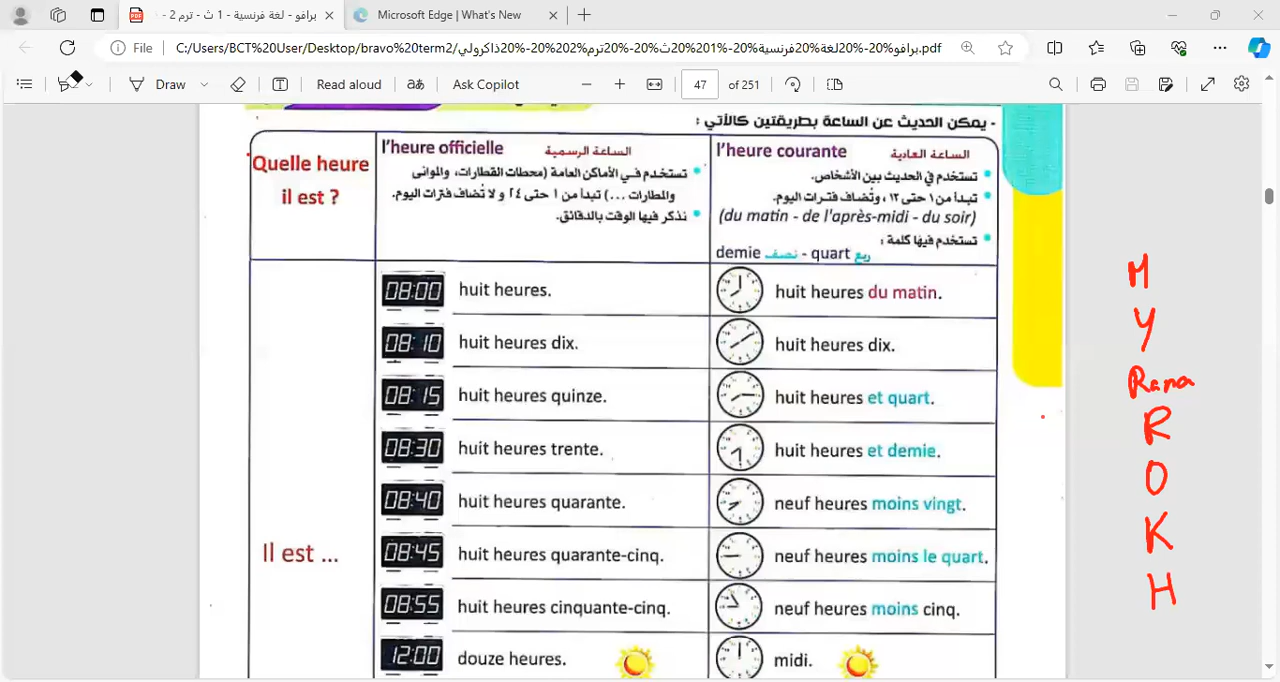 برافو - لغة فرنسية - 1 ث - ترم 2 -
Microsoft Edge | What's New
File
C:/Users/BCT%20User/Desktop/bravo%20term2/برافو%20-%20لغة%20فرنسية%20-%201%20ث%20-%20ترم%202%20-%20ذاكرولي.pdf
Draw
Read aloud
aあ
Ask Copilot
47 of 251
- يمكن الحديث عن الساعة بطريقتين كالأتي :
Quelle heure il est ?
l'heure officielle الساعة الرسمية
تستخدم في الأماكن العامة (محطات القطارات، والموانى
والمطارات ...) تبدأ من ١ حتى ٢٤ و لا تُضاف فترات اليوم.
نذكر فيها الوقت بالدقائق.
l'heure courante الساعة العادية
تستخدم في الحديث بين الأشخاص.
تبدأ من ١ حتى ١٢، وتُضاف فترات اليوم.
(du matin - de l'après-midi - du soir)
تستخدم فيها كلمة :
demie نصف - quart ربع
Il est ...
08:00 huit heures. huit heures du matin.
08:10 huit heures dix. huit heures dix.
08:15 huit heures quinze. huit heures et quart.
08:30 huit heures trente. huit heures et demie.
08:40 huit heures quarante. neuf heures moins vingt.
08:45 huit heures quarante-cinq. neuf heures moins le quart.
08:55 huit heures cinquante-cinq. neuf heures moins cinq.
12:00 douze heures. midi.
M
Y
Rana
R
O
K
H